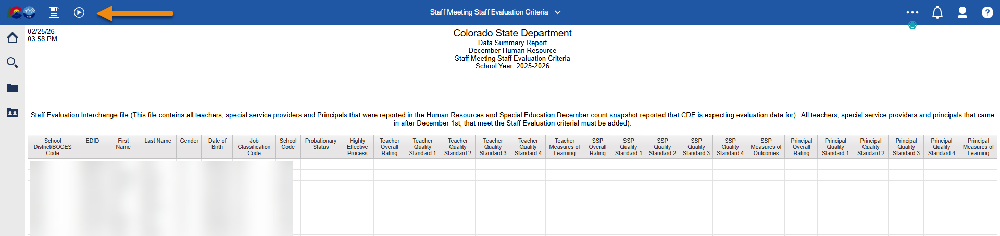 Staff Meeting Staff Evaluation Criteria
02/25/26
03:58 PM
Colorado State Department
Data Summary Report
December Human Resource
Staff Meeting Staff Evaluation Criteria
School Year: 2025-2026
Staff Evaluation Interchange file (This file contains all teachers, special service providers and Principals that were reported in the Human Resources and Special Education December count snapshot reported that CDE is expecting evaluation data for).  All teachers, special service providers and principals that came
in after December 1st, that meet the Staff Evaluation criterial must be added).
School District/BOCES Code
EDID
First Name
Last Name
Gender
Date of Birth
Job Classification Code
School Code
Probationary Status
Highly Effective Process
Teacher Overall Rating
Teacher Quality Standard 1
Teacher Quality Standard 2
Teacher Quality Standard 3
Teacher Quality Standard 4
Teacher Measures of Learning
SSP Overall Rating
SSP Quality Standard 1
SSP Quality Standard 2
SSP Quality Standard 3
SSP Quality Standard 4
SSP Measures of Outcomes
Principal Overall Rating
Principal Quality Standard 1
Principal Quality Standard 2
Principal Quality Standard 3
Principal Quality Standard 4
Principal Measures of Learning